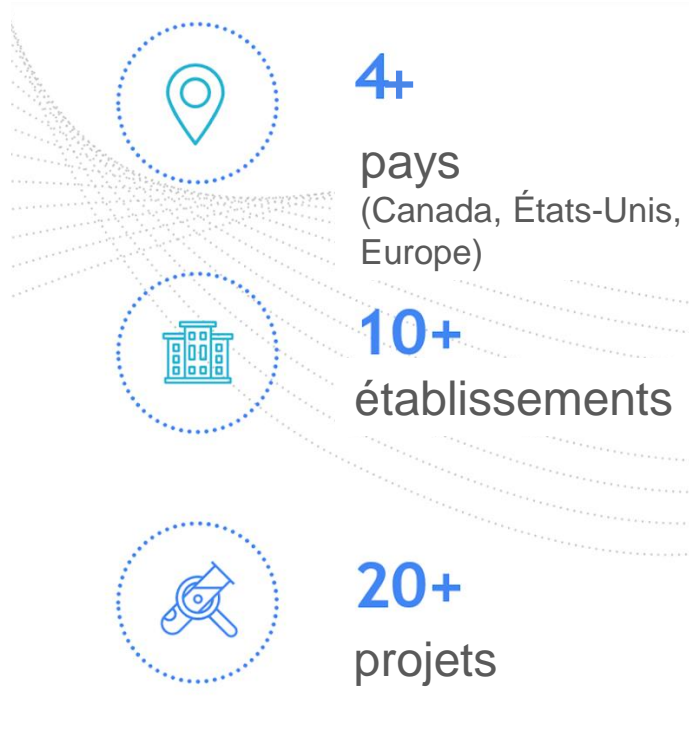 4+
pays
(Canada, États-Unis,
Europe)
10+
établissements
20+
projets